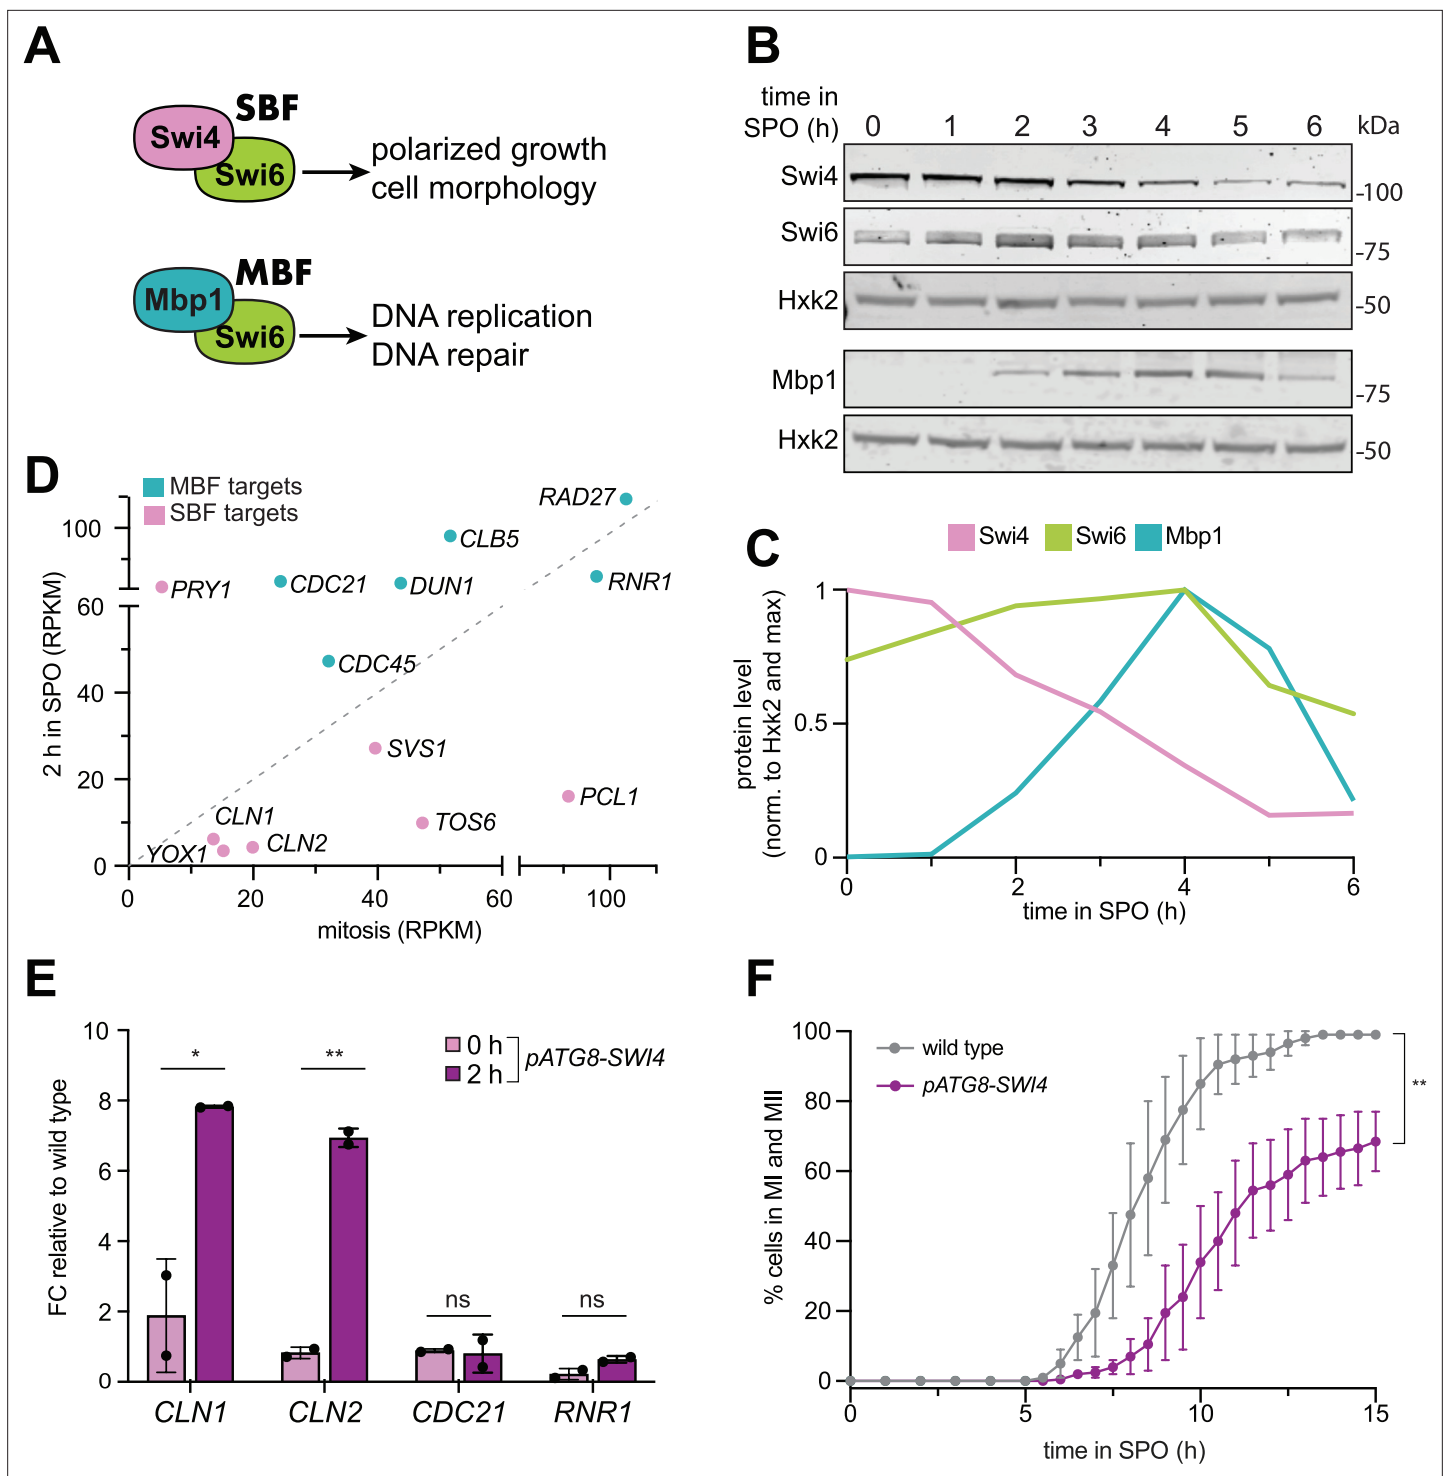 A
SBF
Swi4
Swi6
polarized growth
cell morphology
MBF
Mbp1
Swi6
DNA replication
DNA repair
B
time in
SPO (h)
0 1 2 3 4 5 6 kDa
Swi4
-100
Swi6
-75
Hxk2
-50
Mbp1
-75
Hxk2
-50
D
MBF targets
SBF targets
RAD27
100
CLB5
PRY1
CDC21
DUN1
RNR1
60
CDC45
40
SVS1
20
PCL1
CLN1
TOS6
YOX1
CLN2
0
0 20 40 60 100
2 h in SPO (RPKM)
mitosis (RPKM)
C
Swi4 Swi6 Mbp1
1
0.5
0
0 2 4 6
protein level
(norm. to Hxk2 and max)
time in SPO (h)
E
10
8
6
4
2
0
FC relative to wild type
* ** ns ns
0 h
2 h
pATG8-SWI4
CLN1 CLN2 CDC21 RNR1
F
100
80
60
40
20
0
% cells in MI and MII
wild type
pATG8-SWI4
**
0 5 10 15
time in SPO (h)